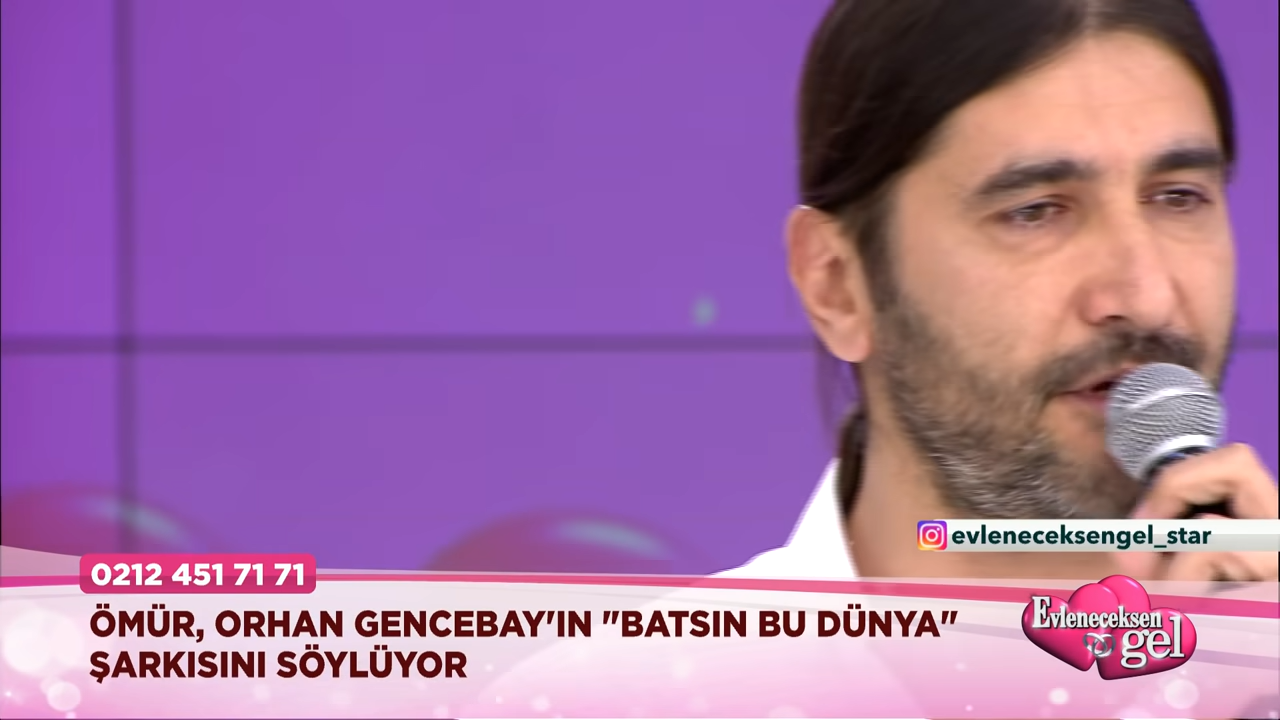 evleneceksengel_star
0212 451 71 71
ÖMÜR, ORHAN GENCEBAY'IN "BATSIN BU DÜNYA"
ŞARKISINI SÖYLÜYOR
Evleneceksen
gel